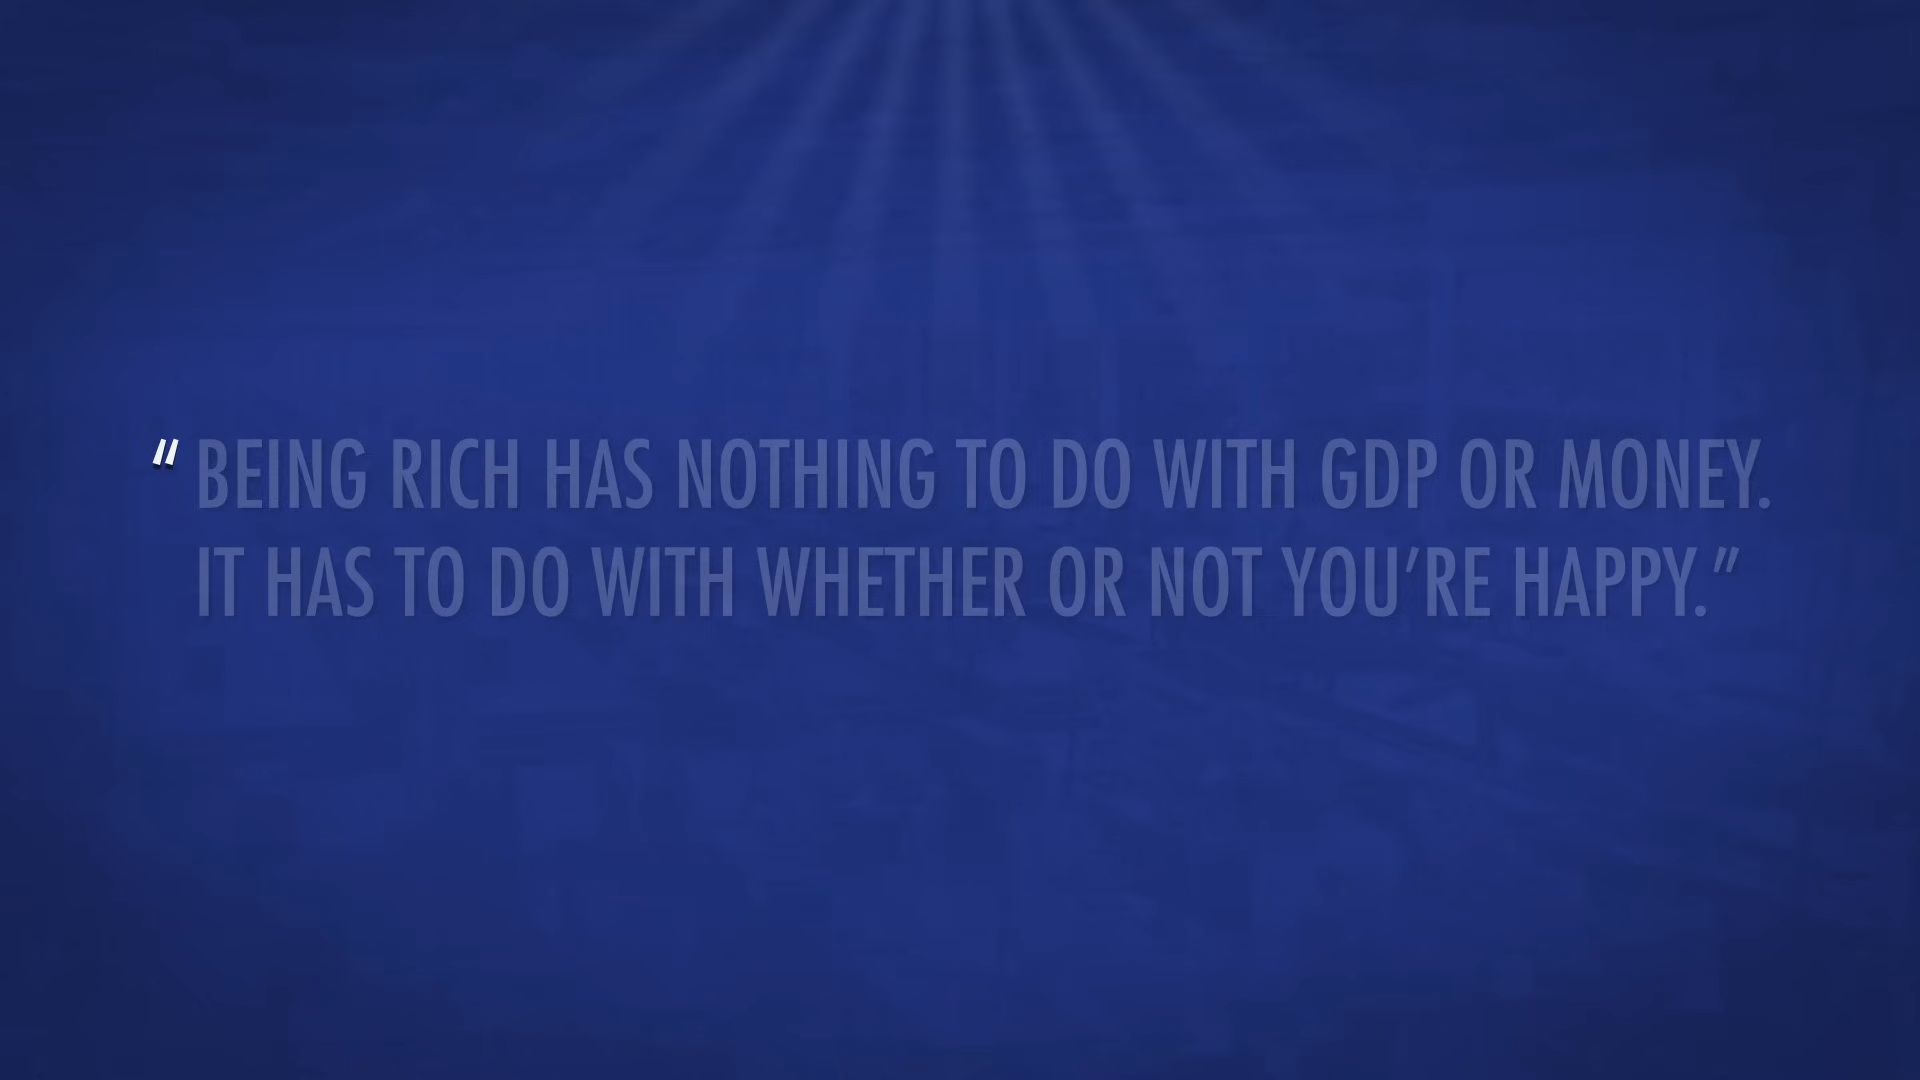 “BEING RICH HAS NOTHING TO DO WITH GDP OR MONEY.
IT HAS TO DO WITH WHETHER OR NOT YOU’RE HAPPY.”